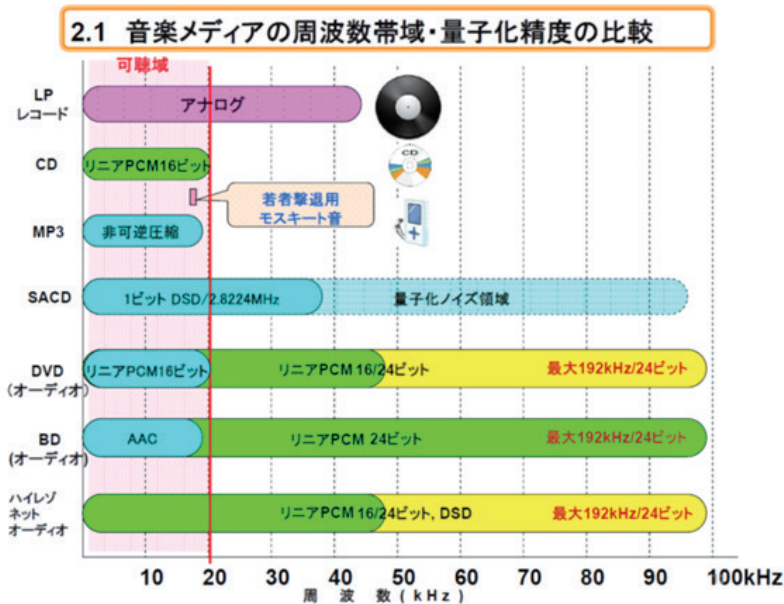 2.1 音楽メディアの周波数帯域・量子化精度の比較
可聴域
LP
レコード
アナログ
CD
リニアPCM16ビット
CD
若者撃退用
モスキート音
MP3
非可逆圧縮
SACD
1ビット DSD/2.8224MHz
量子化ノイズ領域
DVD
(オーディオ)
リニアPCM16ビット
リニアPCM 16/24ビット
最大192kHz/24ビット
BD
(オーディオ)
AAC
リニアPCM 24ビット
最大192kHz/24ビット
ハイレゾ
ネット
オーディオ
リニアPCM 16/24ビット, DSD
最大192kHz/24ビット
10 20 30 40 50 60 70 80 90 100kHz
周 波 数 (kHz)